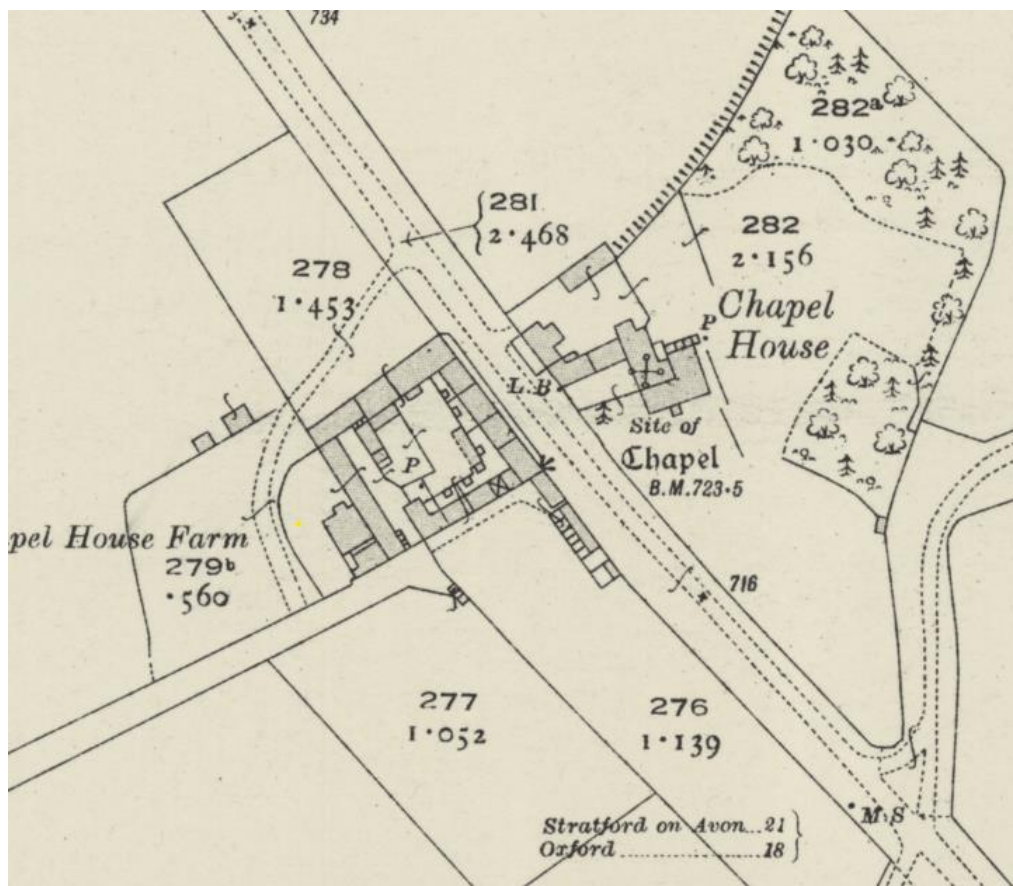 734
282a
1·030
281
2·468
282
2·156
278
1·453
Chapel
House
P
L.B
Site of
Chapel
B.M.723·5
P
pel House Farm
279b
·560
716
277
1·052
276
1·139
M.S
Stratford on Avon...21
Oxford..................18